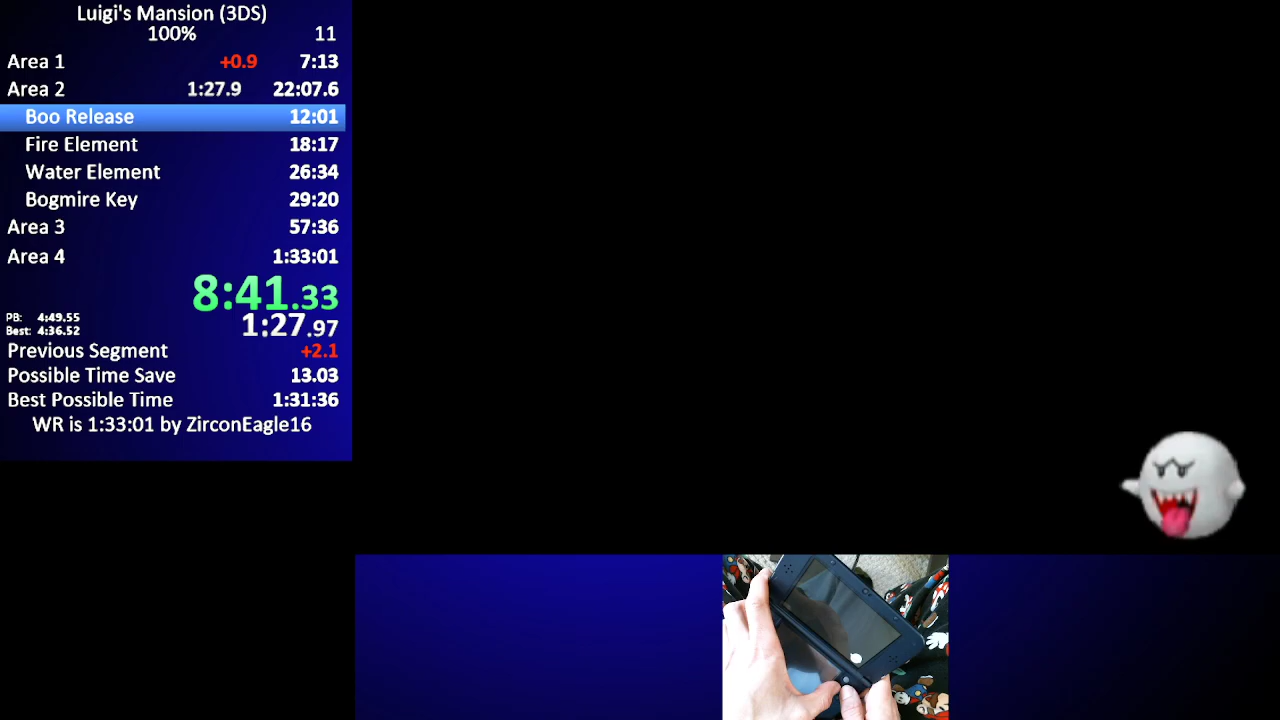 Luigi's Mansion (3DS)
100% 11
Area 1 +0.9 7:13
Area 2 1:27.9 22:07.6
Boo Release 12:01
Fire Element 18:17
Water Element 26:34
Bogmire Key 29:20
Area 3 57:36
Area 4 1:33:01
8:41.33
PB: 4:49.55
Best: 4:36.52
1:27.97
Previous Segment +2.1
Possible Time Save 13.03
Best Possible Time 1:31:36
WR is 1:33:01 by ZirconEagle16